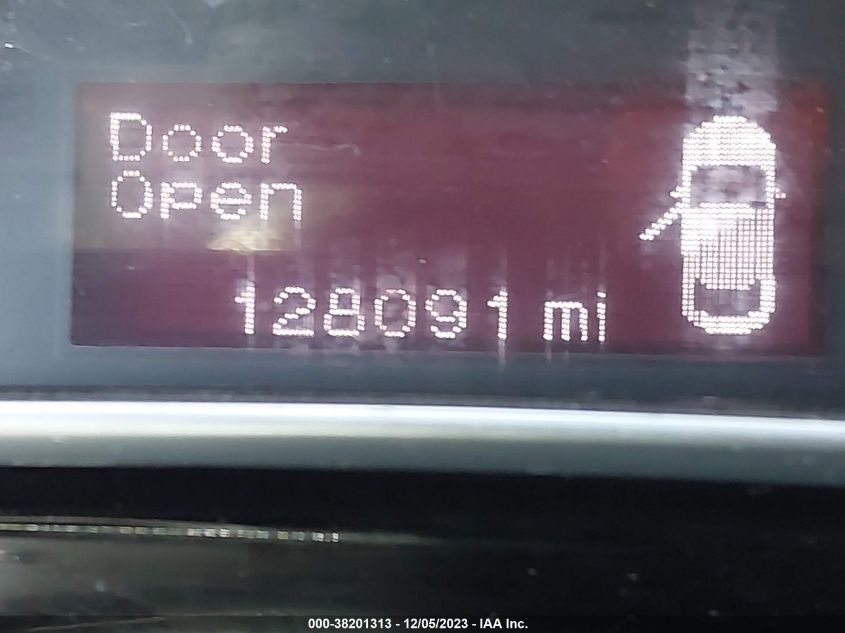 Door
Open
128091 mi
000-38201313 - 12/05/2023 - IAA Inc.